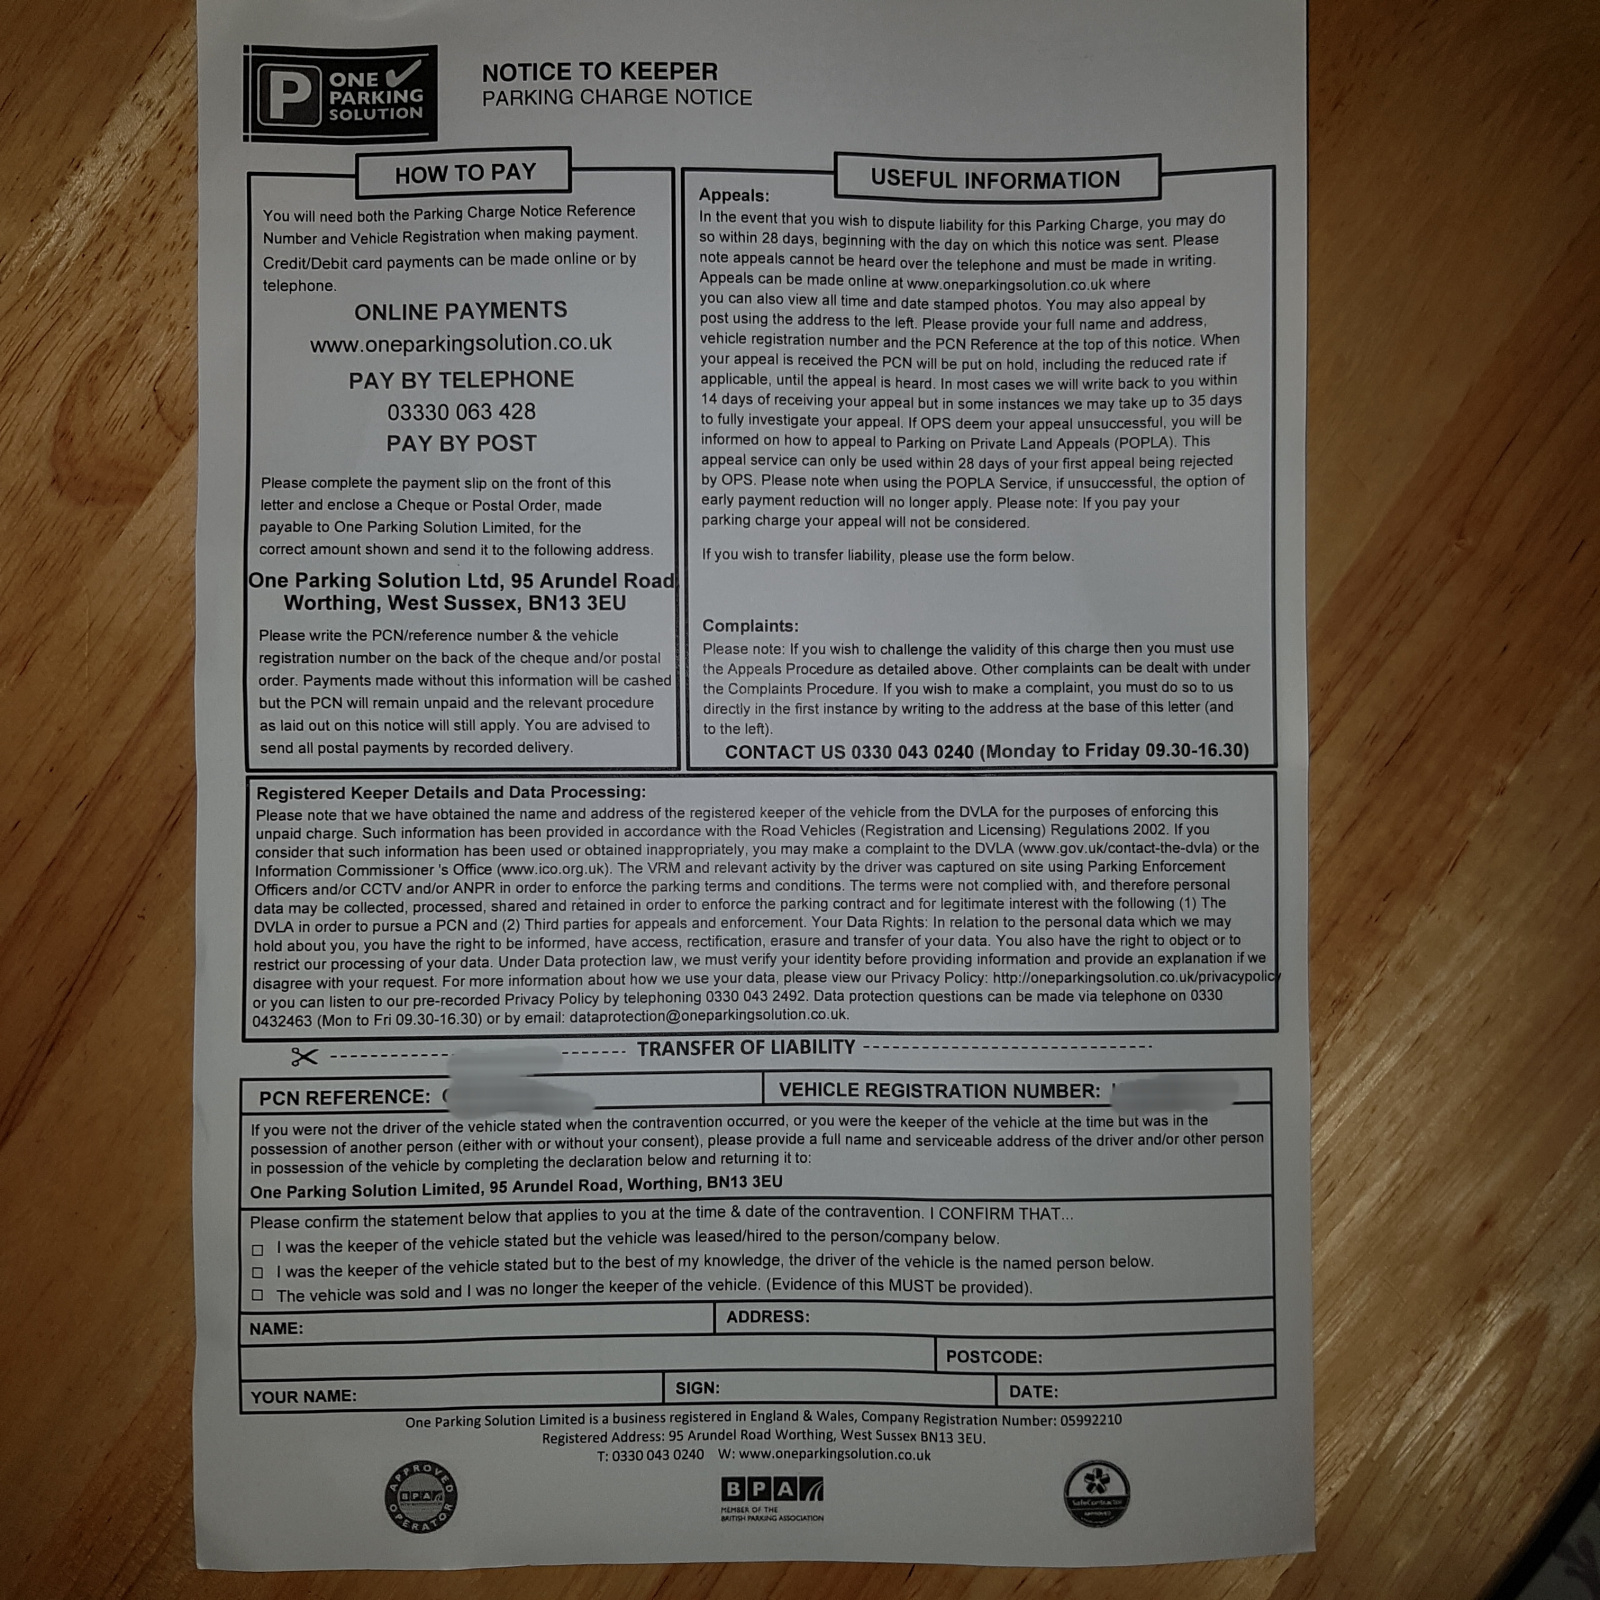 P ONE PARKING SOLUTION
NOTICE TO KEEPER
PARKING CHARGE NOTICE
HOW TO PAY
You will need both the Parking Charge Notice Reference
Number and Vehicle Registration when making payment.
Credit/Debit card payments can be made online or by
telephone.
ONLINE PAYMENTS
www.oneparkingsolution.co.uk
PAY BY TELEPHONE
03330 063 428
PAY BY POST
Please complete the payment slip on the front of this
letter and enclose a Cheque or Postal Order, made
payable to One Parking Solution Limited, for the
correct amount shown and send it to the following address.
One Parking Solution Ltd, 95 Arundel Road
Worthing, West Sussex, BN13 3EU
Please write the PCN/reference number & the vehicle
registration number on the back of the cheque and/or postal
order. Payments made without this information will be cashed
but the PCN will remain unpaid and the relevant procedure
as laid out on this notice will still apply. You are advised to
send all postal payments by recorded delivery.
USEFUL INFORMATION
Appeals:
In the event that you wish to dispute liability for this Parking Charge, you may do
so within 28 days, beginning with the day on which this notice was sent. Please
note appeals cannot be heard over the telephone and must be made in writing.
Appeals can be made online at www.oneparkingsolution.co.uk where
you can also view all time and date stamped photos. You may also appeal by
post using the address to the left. Please provide your full name and address,
vehicle registration number and the PCN Reference at the top of this notice. When
your appeal is received the PCN will be put on hold, including the reduced rate if
applicable, until the appeal is heard. In most cases we will write back to you within
14 days of receiving your appeal but in some instances we may take up to 35 days
to fully investigate your appeal. If OPS deem your appeal unsuccessful, you will be
informed on how to appeal to Parking on Private Land Appeals (POPLA). This
appeal service can only be used within 28 days of your first appeal being rejected
by OPS. Please note when using the POPLA Service, if unsuccessful, the option of
early payment reduction will no longer apply. Please note: If you pay your
parking charge your appeal will not be considered.
If you wish to transfer liability, please use the form below.
Complaints:
Please note: If you wish to challenge the validity of this charge then you must use
the Appeals Procedure as detailed above. Other complaints can be dealt with under
the Complaints Procedure. If you wish to make a complaint, you must do so to us
directly in the first instance by writing to the address at the base of this letter (and
to the left).
CONTACT US 0330 043 0240 (Monday to Friday 09.30-16.30)
Registered Keeper Details and Data Processing:
Please note that we have obtained the name and address of the registered keeper of the vehicle from the DVLA for the purposes of enforcing this
unpaid charge. Such information has been provided in accordance with the Road Vehicles (Registration and Licensing) Regulations 2002. If you
consider that such information has been used or obtained inappropriately, you may make a complaint to the DVLA (www.gov.uk/contact-the-dvla) or the
Information Commissioner 's Office (www.ico.org.uk). The VRM and relevant activity by the driver was captured on site using Parking Enforcement
Officers and/or CCTV and/or ANPR in order to enforce the parking terms and conditions. The terms were not complied with, and therefore personal
data may be collected, processed, shared and retained in order to enforce the parking contract and for legitimate interest with the following (1) The
DVLA in order to pursue a PCN and (2) Third parties for appeals and enforcement. Your Data Rights: In relation to the personal data which we may
hold about you, you have the right to be informed, have access, rectification, erasure and transfer of your data. You also have the right to object or to
restrict our processing of your data. Under Data protection law, we must verify your identity before providing information and provide an explanation if we
disagree with your request. For more information about how we use your data, please view our Privacy Policy: http://oneparkingsolution.co.uk/privacypolicy
or you can listen to our pre-recorded Privacy Policy by telephoning 0330 043 2492. Data protection questions can be made via telephone on 0330
0432463 (Mon to Fri 09.30-16.30) or by email: dataprotection@oneparkingsolution.co.uk.
TRANSFER OF LIABILITY
PCN REFERENCE:
VEHICLE REGISTRATION NUMBER:
If you were not the driver of the vehicle stated when the contravention occurred, or you were the keeper of the vehicle at the time but was in the
possession of another person (either with or without your consent), please provide a full name and serviceable address of the driver and/or other person
in possession of the vehicle by completing the declaration below and returning it to:
One Parking Solution Limited, 95 Arundel Road, Worthing, BN13 3EU
Please confirm the statement below that applies to you at the time & date of the contravention. I CONFIRM THAT...
I was the keeper of the vehicle stated but the vehicle was leased/hired to the person/company below.
I was the keeper of the vehicle stated but to the best of my knowledge, the driver of the vehicle is the named person below.
The vehicle was sold and I was no longer the keeper of the vehicle. (Evidence of this MUST be provided).
NAME:
ADDRESS:
POSTCODE:
YOUR NAME:
SIGN:
DATE:
One Parking Solution Limited is a business registered in England & Wales, Company Registration Number: 05992210
Registered Address: 95 Arundel Road Worthing, West Sussex BN13 3EU.
T: 0330 043 0240 W: www.oneparkingsolution.co.uk
APPROVED OPERATOR BPA
BPA
MEMBER OF THE
BRITISH PARKING ASSOCIATION
SafeContractor
APPROVED